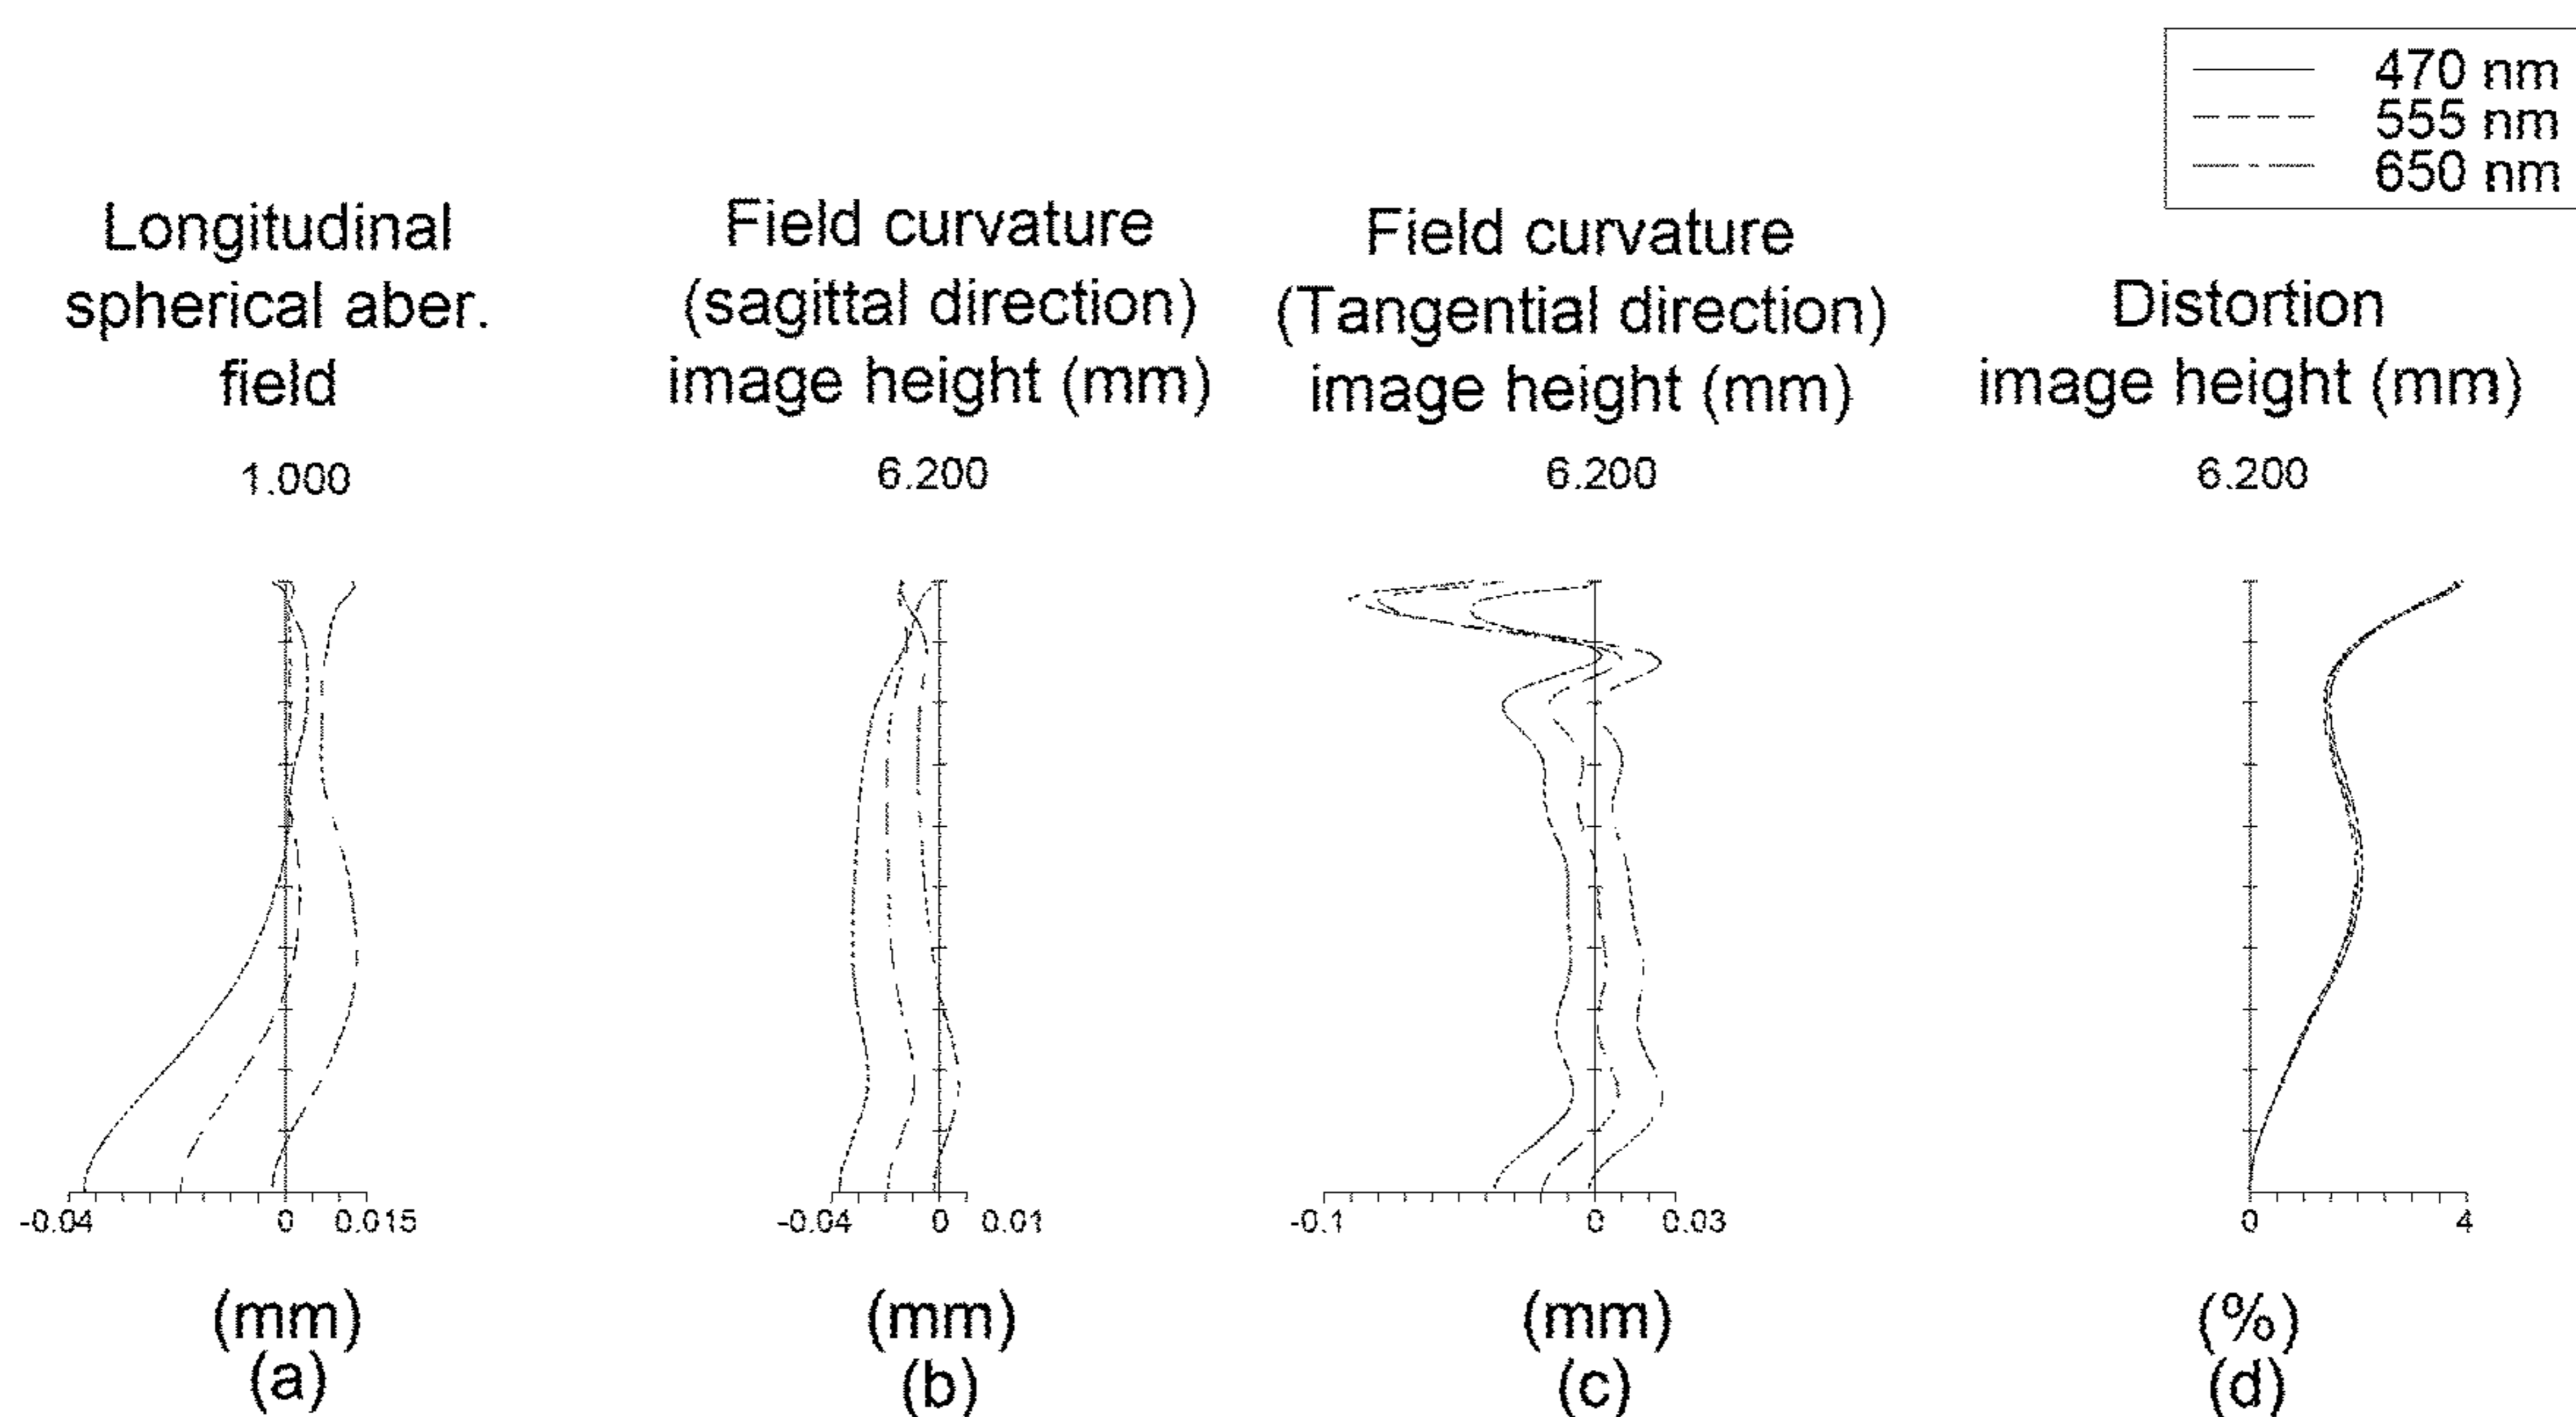 470 nm
555 nm
650 nm
Longitudinal
spherical aber.
field
1.000
-0.04 0 0.015
(mm)
(a)
Field curvature
(sagittal direction)
image height (mm)
6.200
-0.04 0 0.01
(mm)
(b)
Field curvature
(Tangential direction)
image height (mm)
6.200
-0.1 0 0.03
(mm)
(c)
Distortion
image height (mm)
6.200
0 4
(%)
(d)